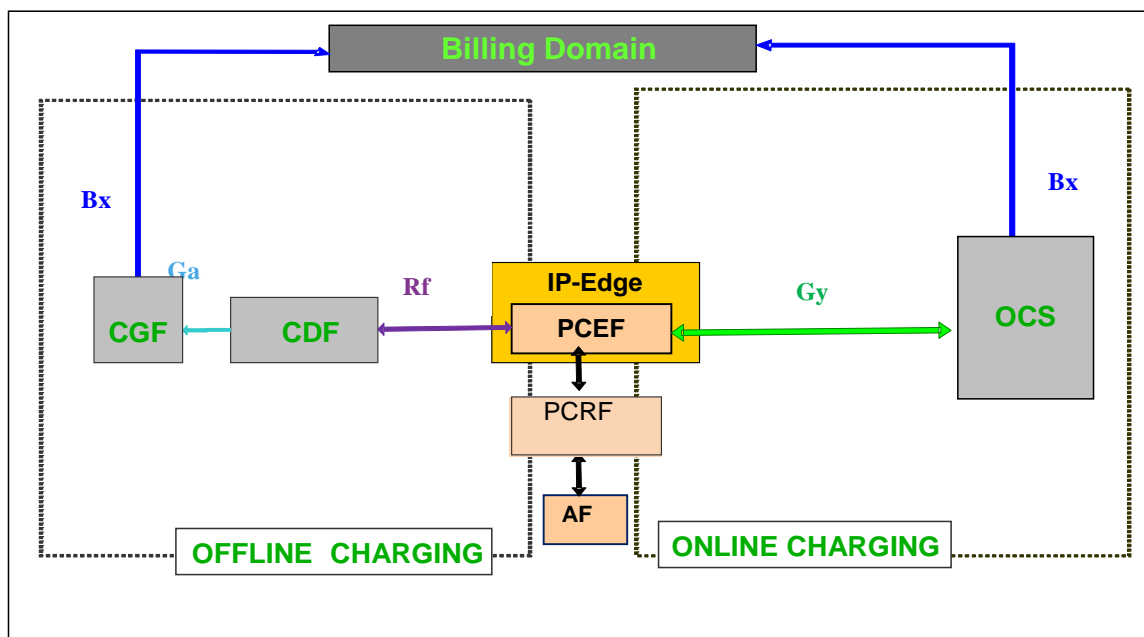 Billing Domain
Bx
Bx
Ga
Rf
IP-Edge
Gy
CGF
CDF
PCEF
OCS
PCRF
AF
OFFLINE CHARGING
ONLINE CHARGING